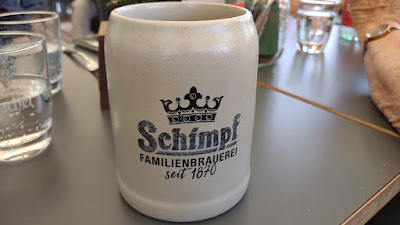 Schimpf
FAMILIENBRAUEREI
seit 1870